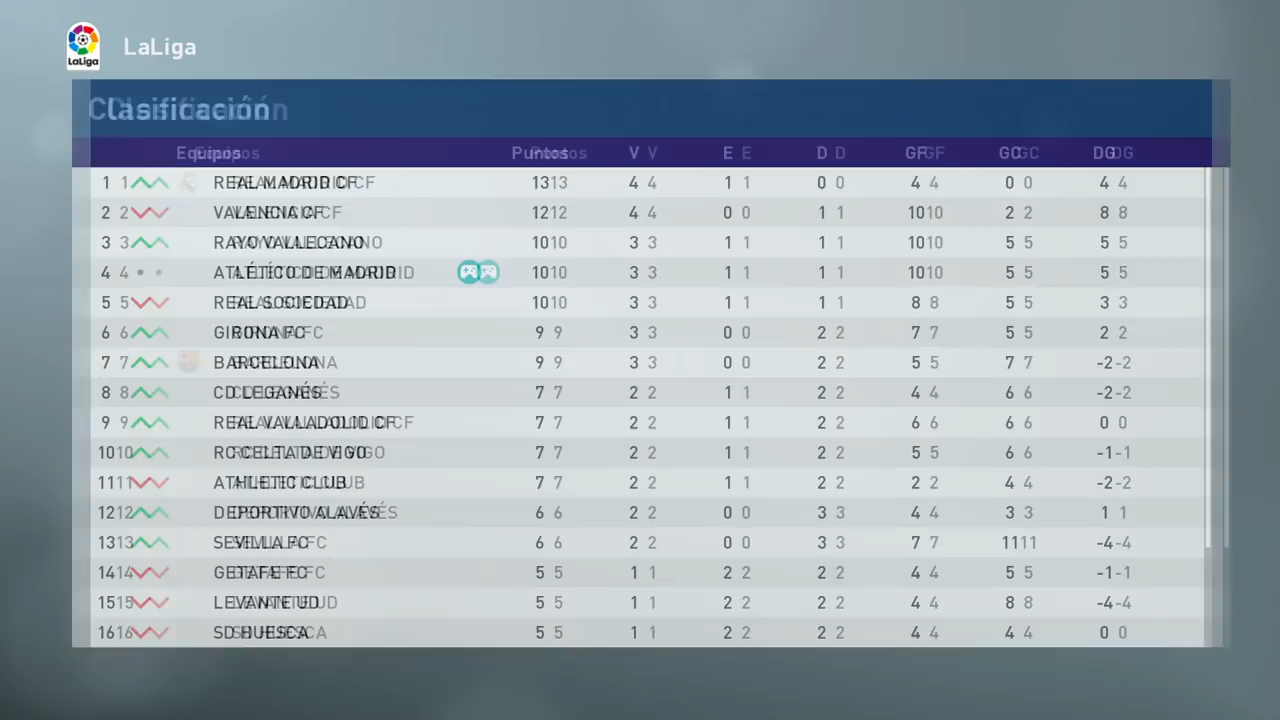 LaLiga
LaLiga
Clasificación
Equipos Puntos V E D GF GC DG
1 REAL MADRID CF 13 4 1 0 4 0 4
2 VALENCIA CF 12 4 0 1 10 2 8
3 RAYO VALLECANO 10 3 1 1 10 5 5
4 ATLÉTICO DE MADRID 10 3 1 1 10 5 5
5 REAL SOCIEDAD 10 3 1 1 8 5 3
6 GIRONA FC 9 3 0 2 7 5 2
7 BARCELONA 9 3 0 2 5 7 -2
8 CD LEGANÉS 7 2 1 2 4 6 -2
9 REAL VALLADOLID CF 7 2 1 2 6 6 0
10 RC CELTA DE VIGO 7 2 1 2 5 6 -1
11 ATHLETIC CLUB 7 2 1 2 2 4 -2
12 DEPORTIVO ALAVÉS 6 2 0 3 4 3 1
13 SEVILLA FC 6 2 0 3 7 11 -4
14 GETAFE FC 5 1 2 2 4 5 -1
15 LEVANTE UD 5 1 2 2 4 8 -4
16 SD HUESCA 5 1 2 2 4 4 0